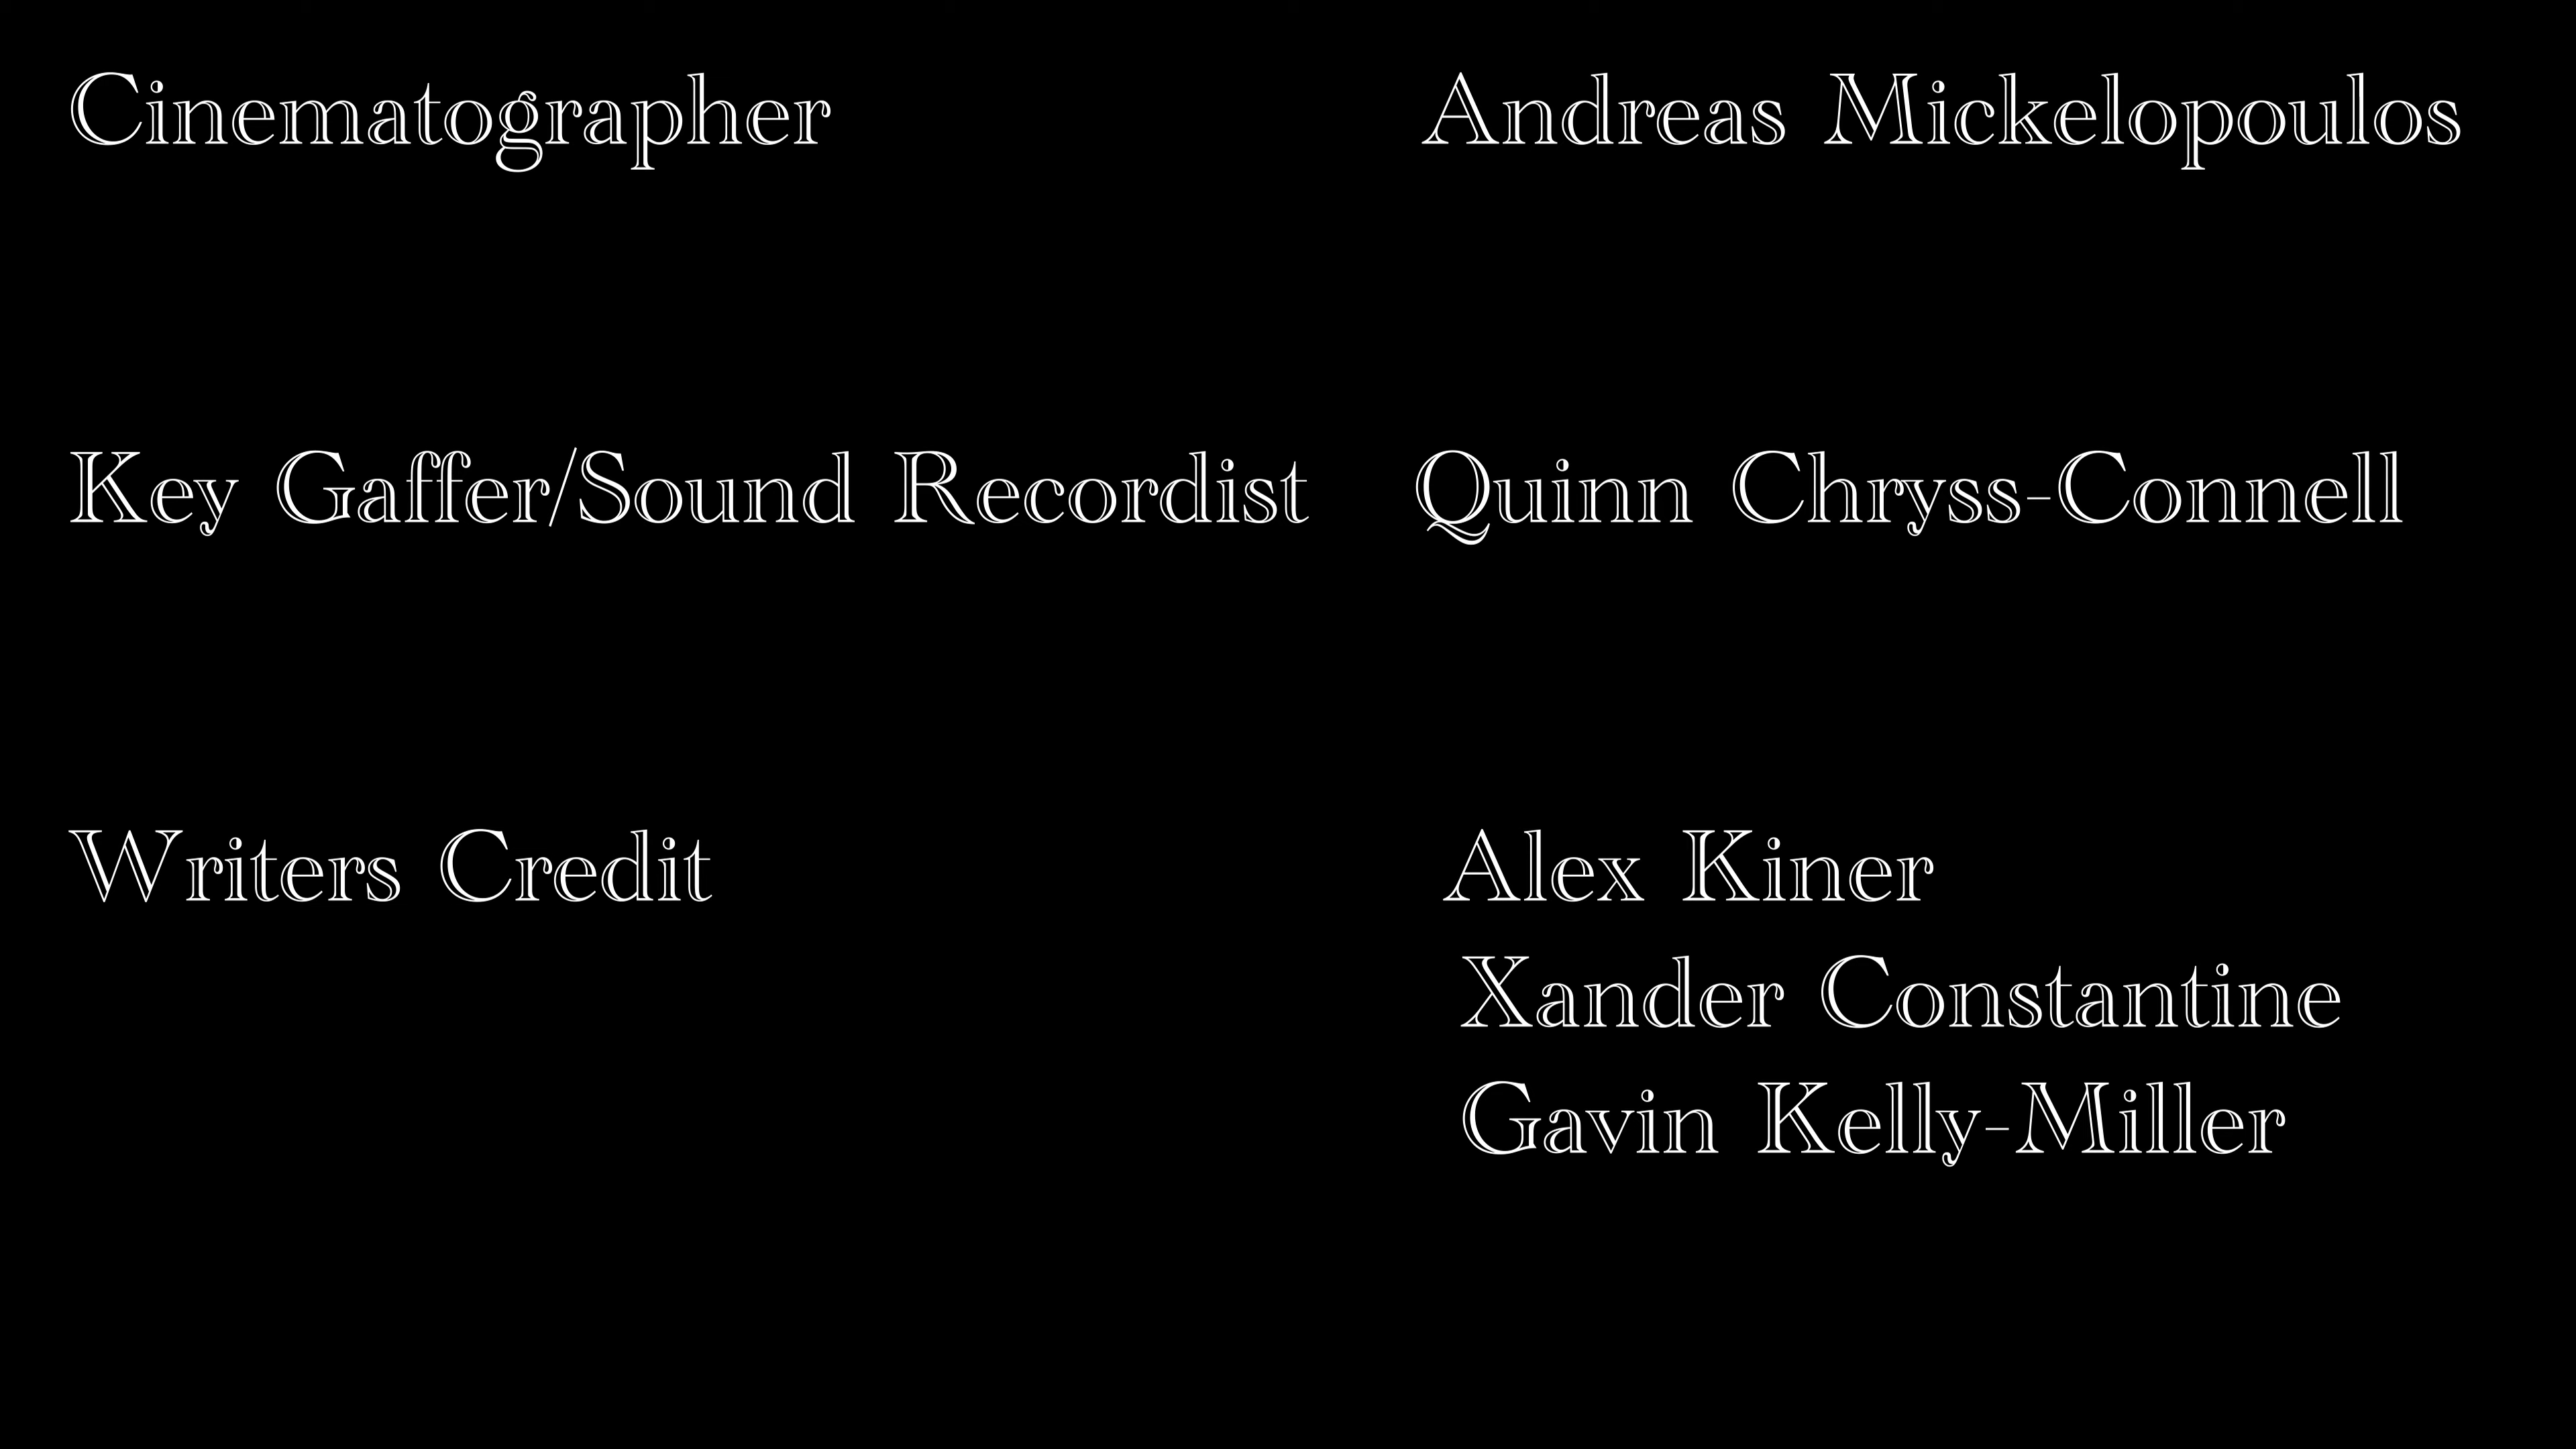 Cinematographer Andreas Mickelopoulos
Key Gaffer/Sound Recordist Quinn Chryss-Connell
Writers Credit Alex Kiner
Xander Constantine
Gavin Kelly-Miller